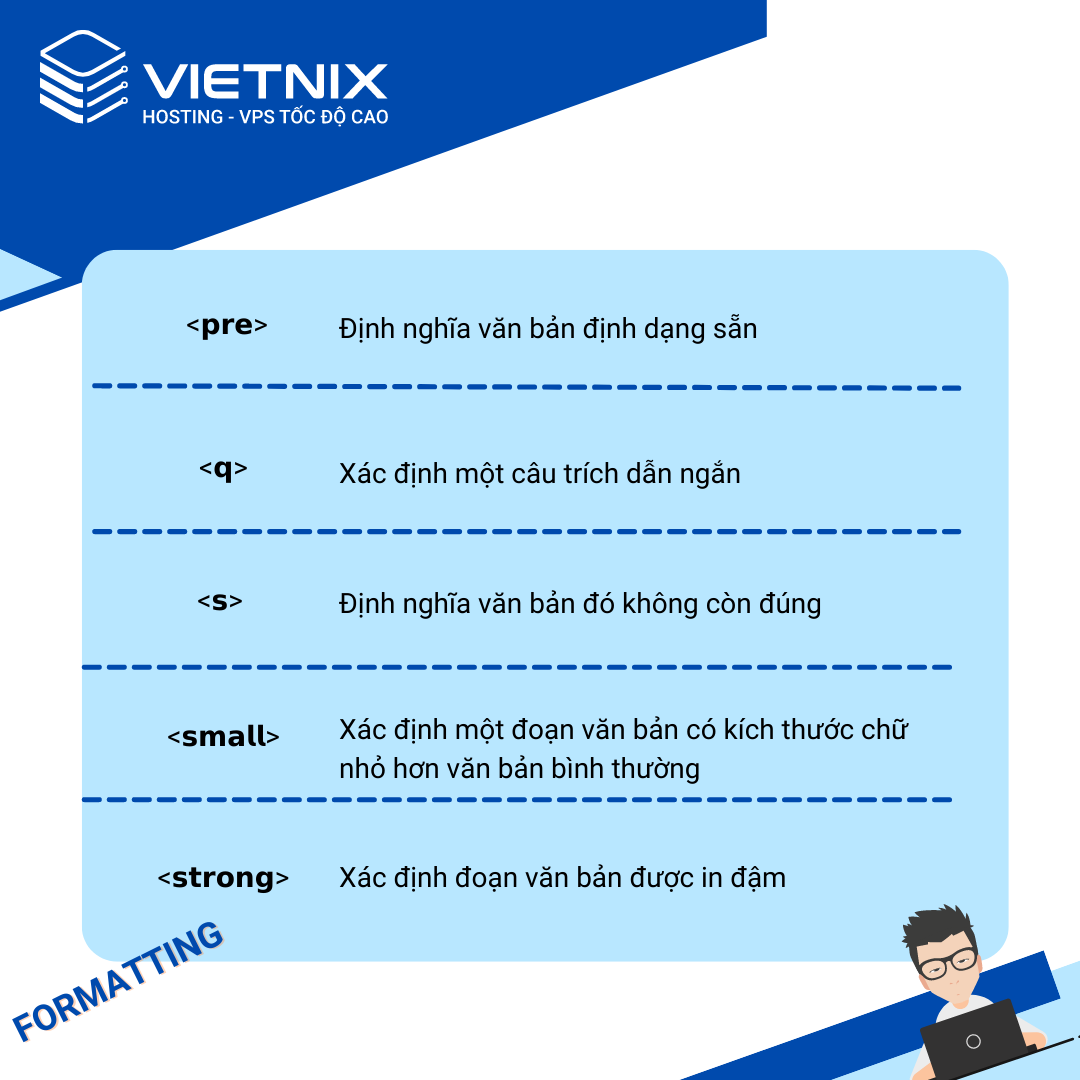 VIETNIX
HOSTING - VPS TỐC ĐỘ CAO
<pre> Định nghĩa văn bản định dạng sẵn
<q> Xác định một câu trích dẫn ngắn
<s> Định nghĩa văn bản đó không còn đúng
<small> Xác định một đoạn văn bản có kích thước chữ
nhỏ hơn văn bản bình thường
<strong> Xác định đoạn văn bản được in đậm
FORMATTING